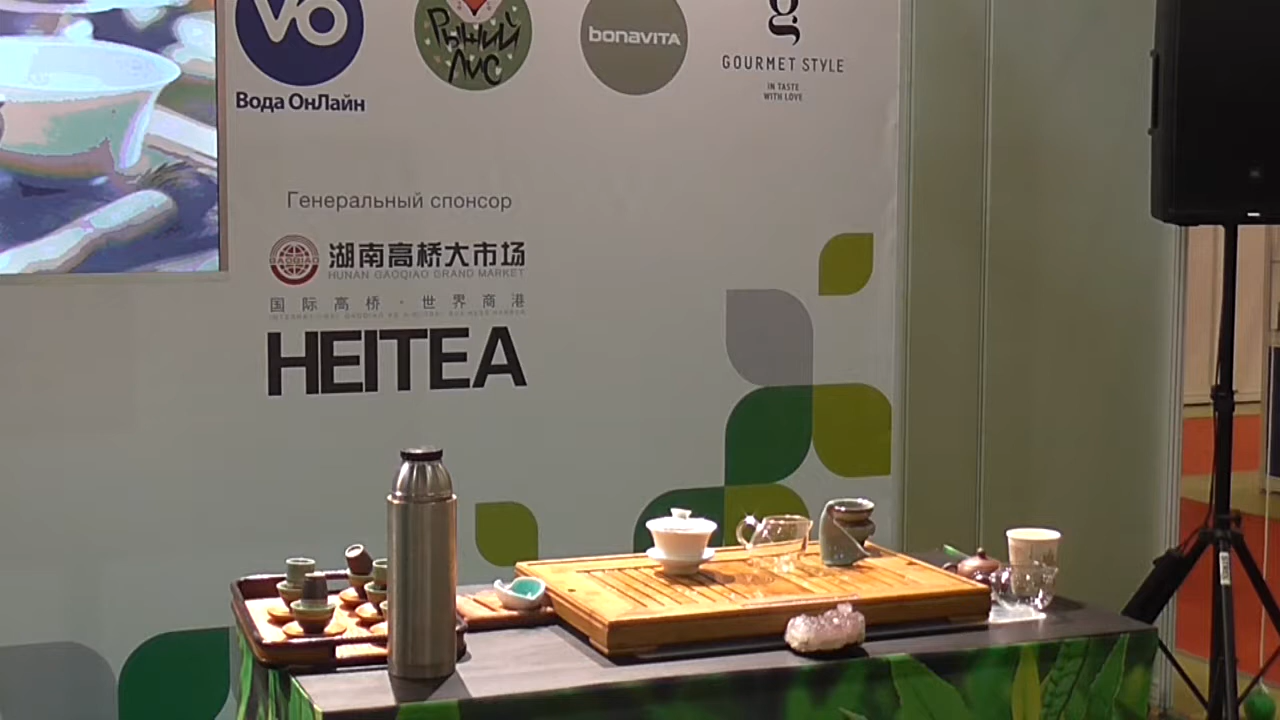 VO
Вода ОнЛайн
Рыжий
Лис
bonaVITA
g
GOURMET STYLE
IN TASTE
WITH LOVE
Генеральный спонсор
GAOQIAO
湖南高桥大市场
HUNAN GAOQIAO GRAND MARKET
国际高桥·世界商港
HEITEA